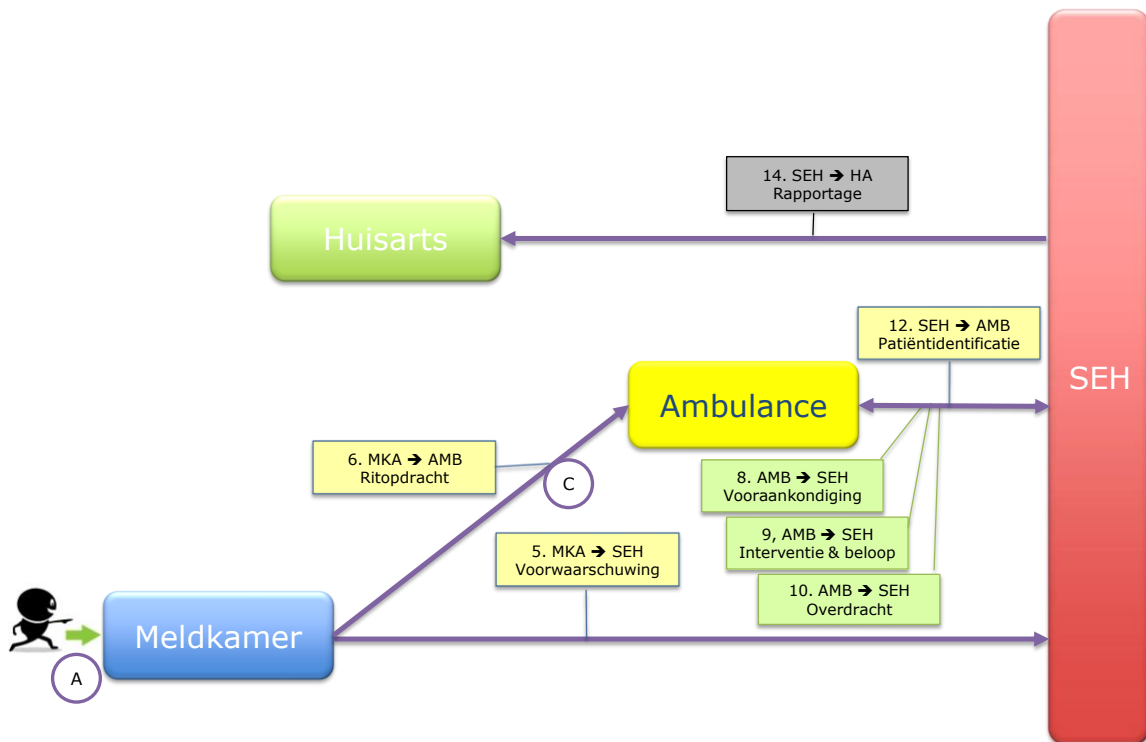 14. SEH ➔ HA
Rapportage
Huisarts
12. SEH ➔ AMB
Patiëntidentificatie
SEH
Ambulance
6. MKA ➔ AMB
Ritopdracht
C
8. AMB ➔ SEH
Vooraankondiging
9, AMB ➔ SEH
Interventie & beloop
5. MKA ➔ SEH
Voorwaarschuwing
10. AMB ➔ SEH
Overdracht
Meldkamer
A